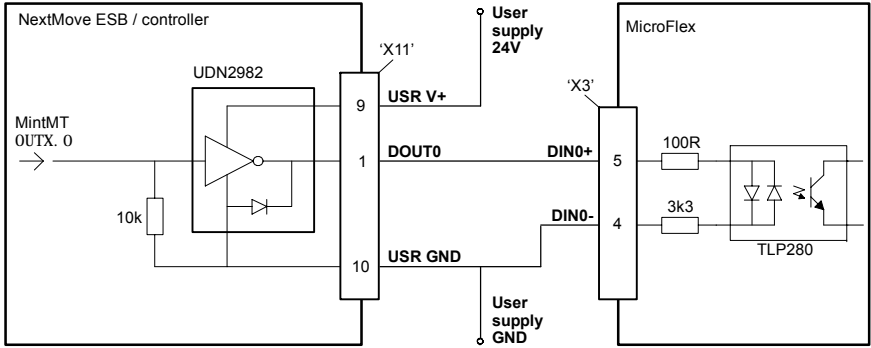 NextMove ESB / controller
User
supply
24V
MicroFlex
'X11'
UDN2982
'X3'
9
USR V+
MintMT
OUTX.0
100R
1
DOUT0
DIN0+
5
10k
3k3
DIN0-
4
TLP280
10
USR GND
User
supply
GND